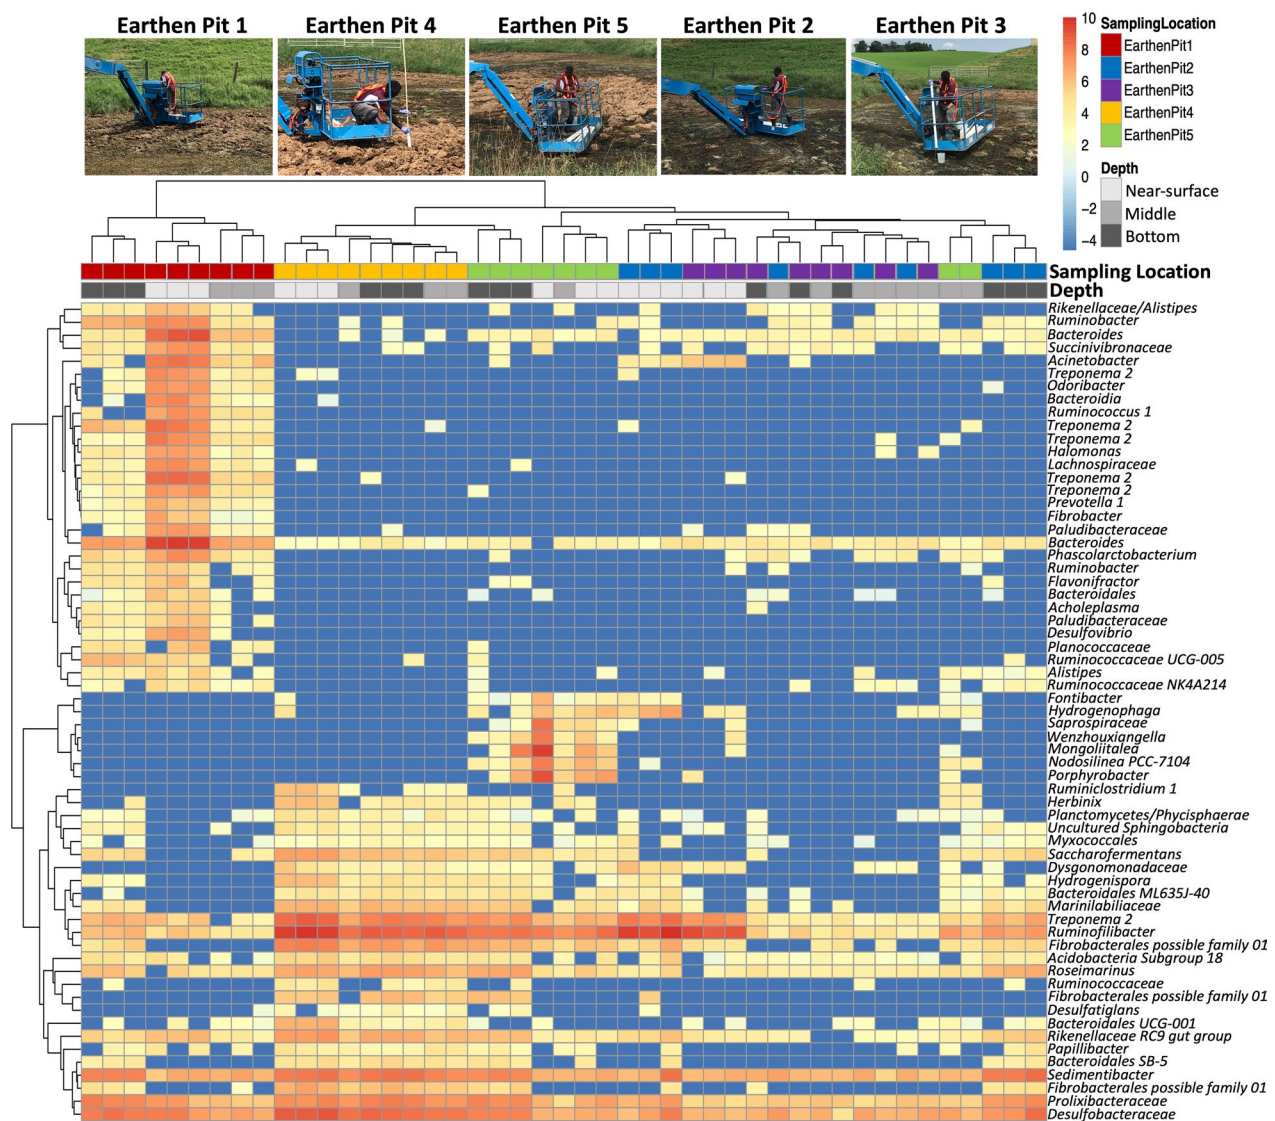 Earthen Pit 1 Earthen Pit 4 Earthen Pit 5 Earthen Pit 2 Earthen Pit 3
10
8
6
4
2
0
−2
−4
SamplingLocation
EarthenPit1
EarthenPit2
EarthenPit3
EarthenPit4
EarthenPit5
Depth
Near-surface
Middle
Bottom
Sampling Location
Depth
Rikenellaceae/Alistipes
Ruminobacter
Bacteroides
Succinivibronaceae
Acinetobacter
Treponema 2
Odoribacter
Bacteroidia
Ruminococcus 1
Treponema 2
Treponema 2
Halomonas
Lachnospiraceae
Treponema 2
Treponema 2
Prevotella 1
Fibrobacter
Paludibacteraceae
Bacteroides
Phascolarctobacterium
Ruminobacter
Flavonifractor
Bacteroidales
Acholeplasma
Paludibacteraceae
Desulfovibrio
Planococcaceae
Ruminococcaceae UCG-005
Alistipes
Ruminococcaceae NK4A214
Fontibacter
Hydrogenophaga
Saprospiraceae
Wenzhouxiangella
Mongoliitalea
Nodosilinea PCC-7104
Porphyrobacter
Ruminiclostridium 1
Herbinix
Planctomycetes/Phycisphaerae
Uncultured Sphingobacteria
Myxococcales
Saccharofermentans
Dysgonomonadaceae
Hydrogenispora
Bacteroidales ML635J-40
Marinilabiliaceae
Treponema 2
Ruminofilibacter
Fibrobacterales possible family 01
Acidobacteria Subgroup 18
Roseimarinus
Ruminococcaceae
Fibrobacterales possible family 01
Desulfatiglans
Bacteroidales UCG-001
Rikenellaceae RC9 gut group
Papillibacter
Bacteroidales SB-5
Sedimentibacter
Fibrobacterales possible family 01
Prolixibacteraceae
Desulfobacteraceae